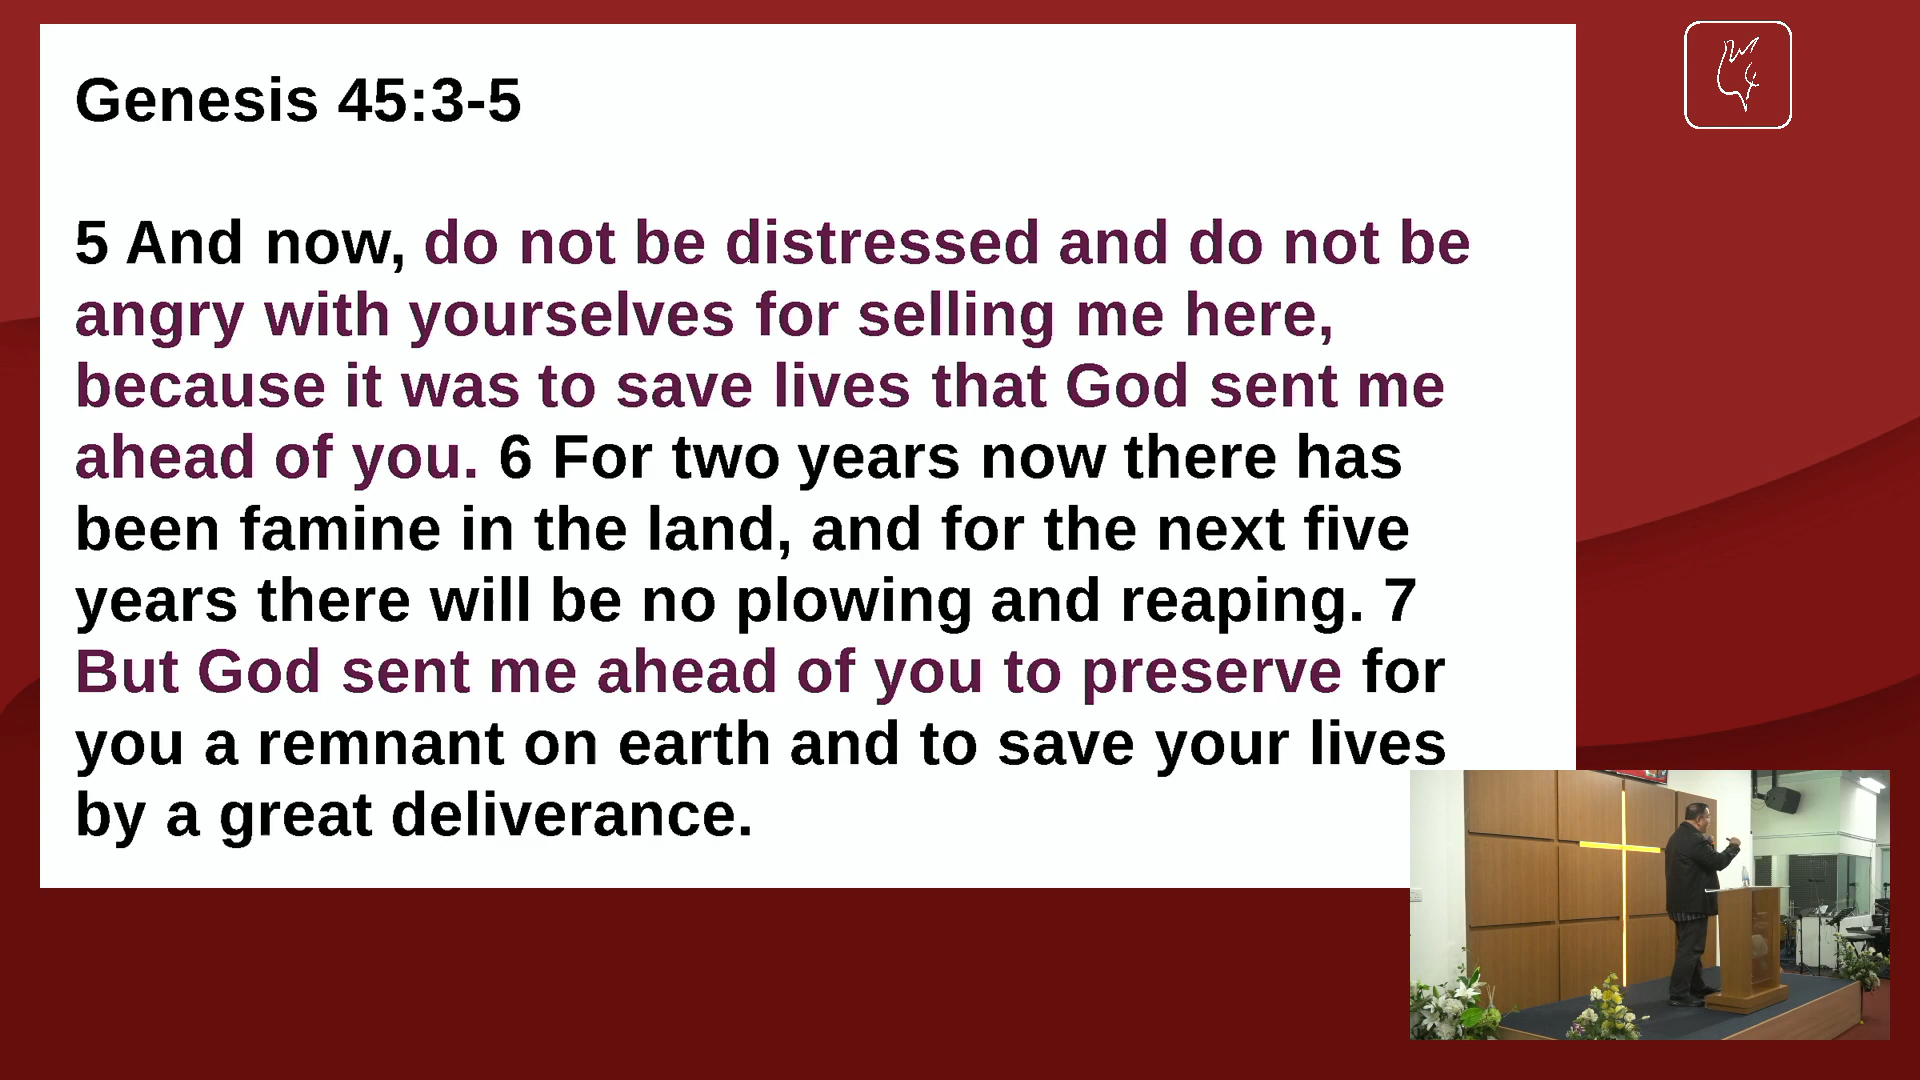 Genesis 45:3-5
5 And now, do not be distressed and do not be
angry with yourselves for selling me here,
because it was to save lives that God sent me
ahead of you. 6 For two years now there has
been famine in the land, and for the next five
years there will be no plowing and reaping. 7
But God sent me ahead of you to preserve for
you a remnant on earth and to save your lives
by a great deliverance.